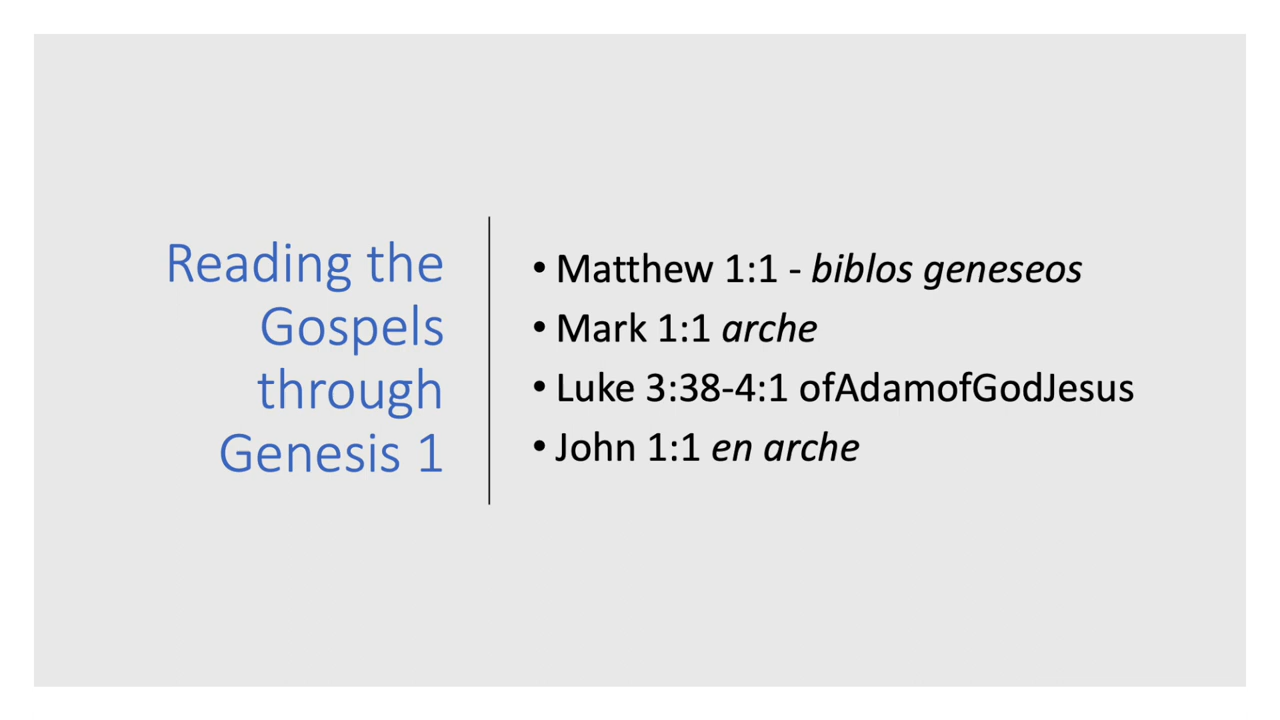 Reading the
Gospels
through
Genesis 1
• Matthew 1:1 - biblos geneseos
• Mark 1:1 arche
• Luke 3:38-4:1 ofAdamofGodJesus
• John 1:1 en arche